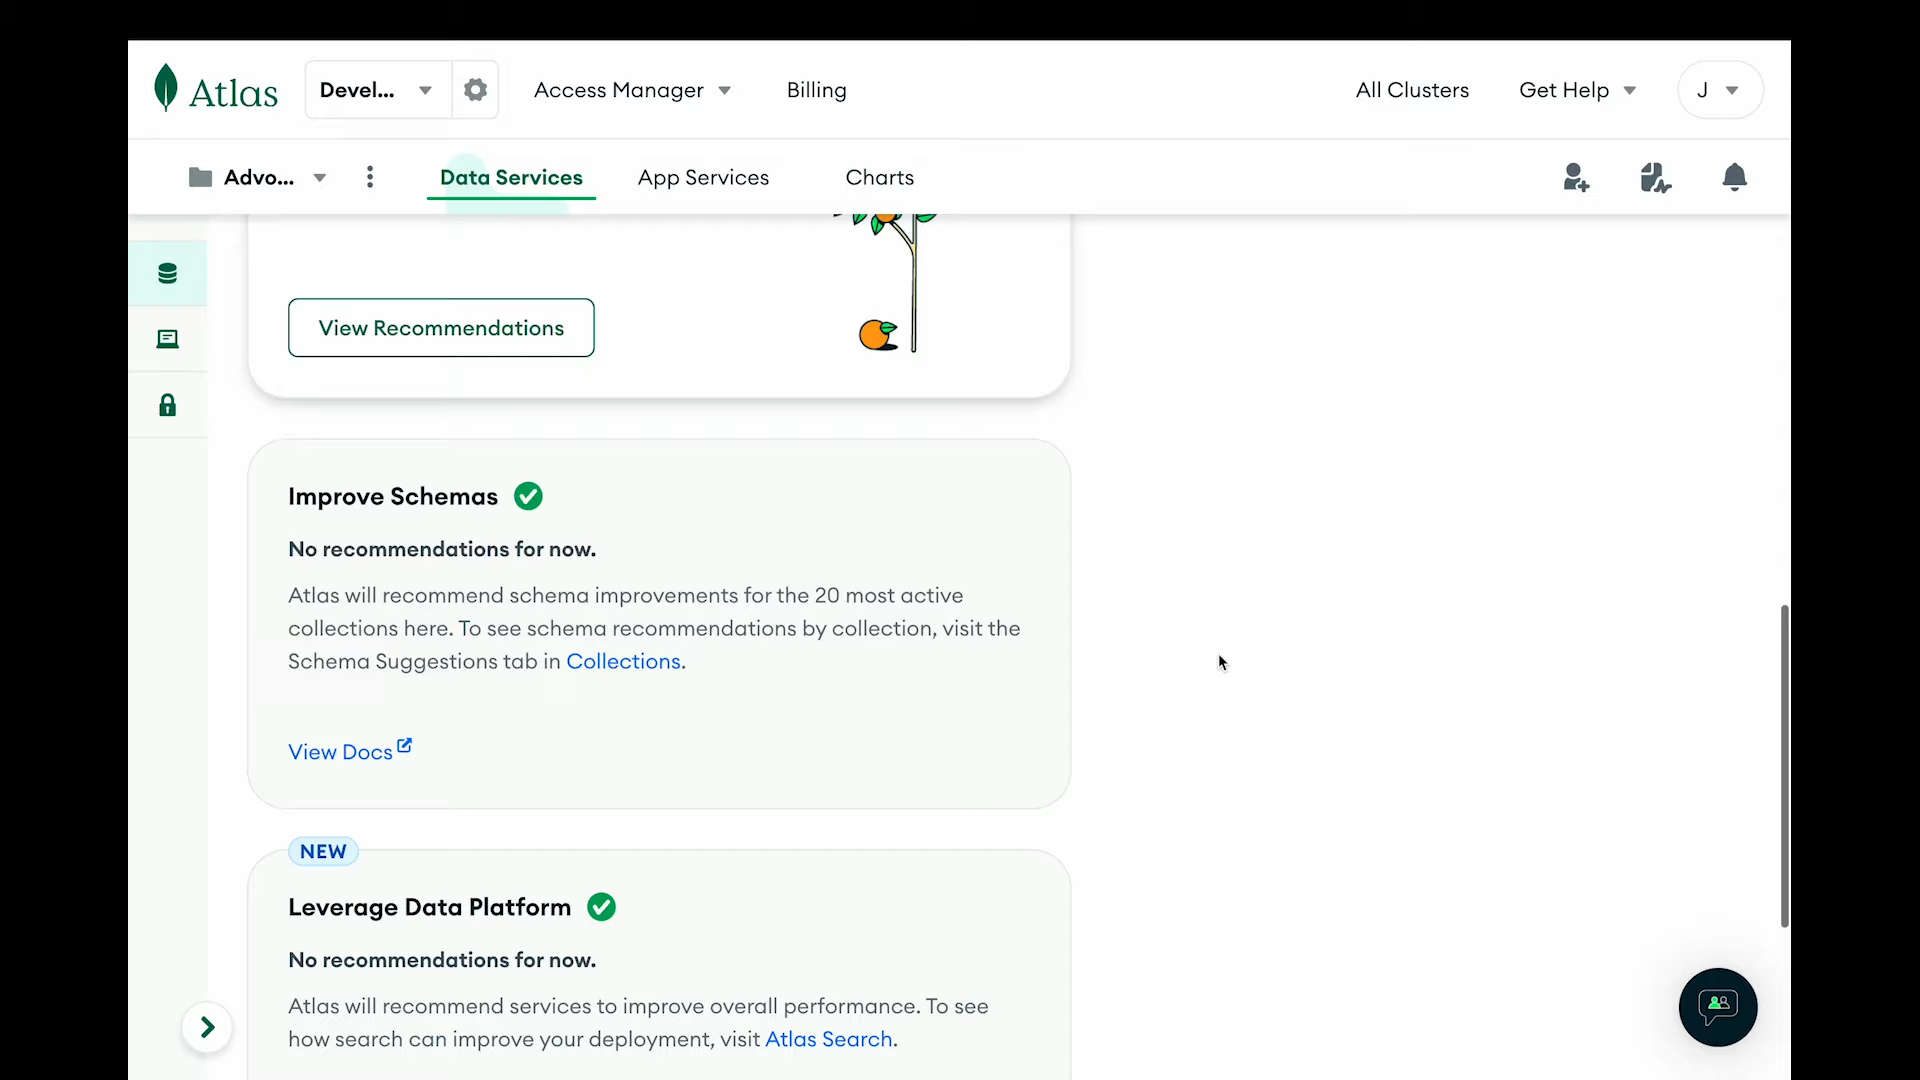 Atlas
Devel...
Access Manager
Billing
All Clusters
Get Help
J
Advo...
Data Services
App Services
Charts
View Recommendations
Improve Schemas
No recommendations for now.
Atlas will recommend schema improvements for the 20 most active
collections here. To see schema recommendations by collection, visit the
Schema Suggestions tab in Collections.
View Docs
NEW
Leverage Data Platform
No recommendations for now.
Atlas will recommend services to improve overall performance. To see
how search can improve your deployment, visit Atlas Search.